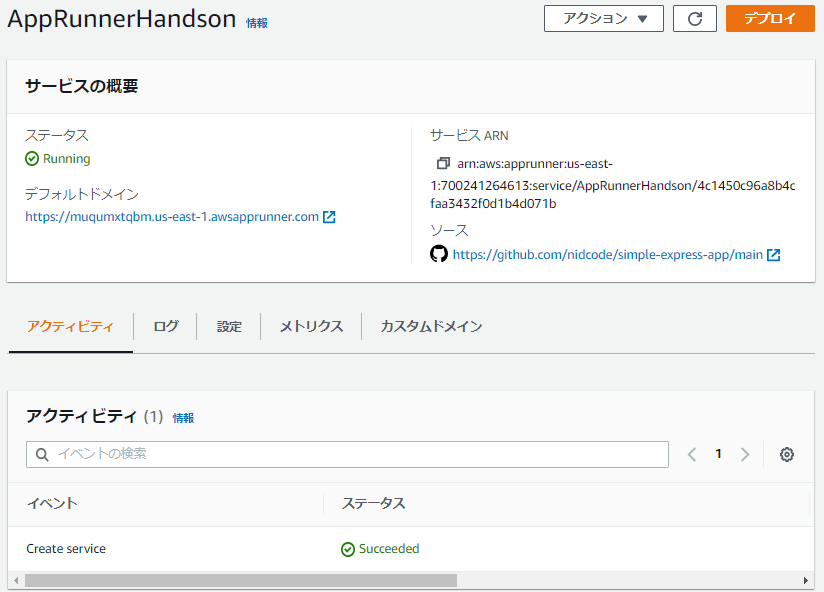 AppRunnerHandson 情報
アクション ▼
デプロイ
サービスの概要
ステータス
Running
デフォルトドメイン
https://muqumxtqbm.us-east-1.awsapprunner.com
サービス ARN
arn:aws:apprunner:us-east-
1:700241264613:service/AppRunnerHandson/4c1450c96a8b4c
faa3432f0d1b4d071b
ソース
https://github.com/nidcode/simple-express-app/main
アクティビティ
ログ
設定
メトリクス
カスタムドメイン
アクティビティ (1) 情報
イベントの検索
1
イベント
ステータス
Create service
Succeeded